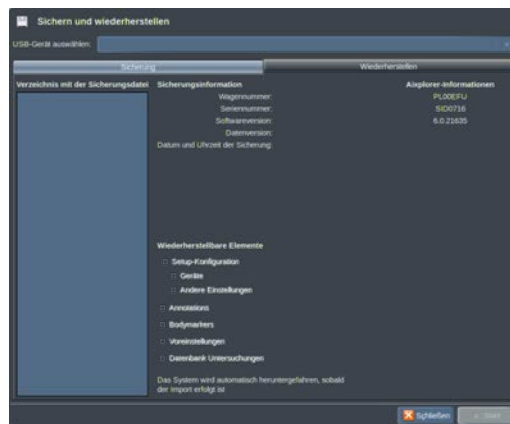 Sichern und wiederherstellen
USB-Gerät auswählen:
Sicherung
Wiederherstellen
Verzeichnis mit der Sicherungsdatei
Sicherungsinformation
Aixplorer-Informationen
Wagennummer:
PL00EFU
Seriennummer:
SID0716
Softwareversion:
6.0.21635
Datenversion:
Datum und Uhrzeit der Sicherung:
Wiederherstellbare Elemente
Setup-Konfiguration
Geräte
Andere Einstellungen
Annotations
Bodymarkers
Voreinstellungen
Datenbank Untersuchungen
Das System wird automatisch heruntergefahren, sobald
der Import erfolgt ist
Schließen
Start